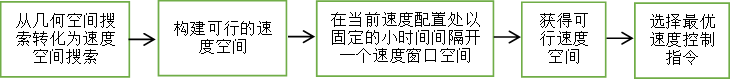 从几何空间搜
索转化为速度
空间搜索
构建可行的速
度空间
在当前速度配置处以
固定的小时间间隔开
一个速度窗口空间
获得可
行速度
空间
选择最优
速度控制
指令